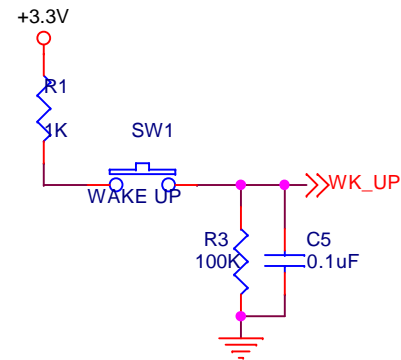 +3.3V
R1
1K
SW1
WAKE UP
WK_UP
R3
100K
C5
0.1uF